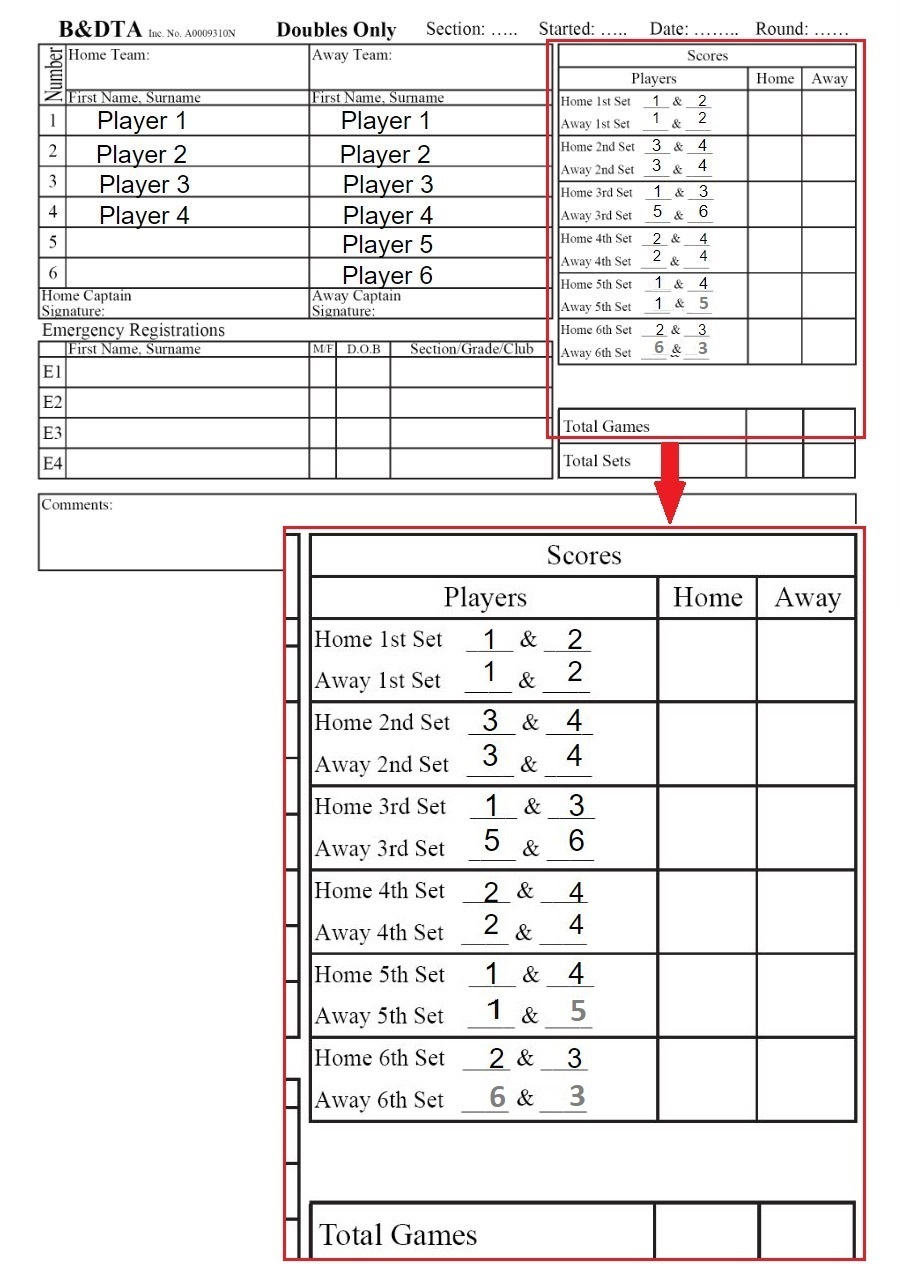 B&DTA Inc. No. A0009310N Doubles Only Section: ….. Started: ….. Date: …….. Round: ……
Number
Home Team: Away Team:
First Name, Surname First Name, Surname
1 Player 1 Player 1
2 Player 2 Player 2
3 Player 3 Player 3
4 Player 4 Player 4
5 Player 5
6 Player 6
Home Captain Away Captain
Signature: Signature:
Emergency Registrations
First Name, Surname M/F D.O.B Section/Grade/Club
E1
E2
E3
E4
Scores
Players Home Away
Home 1st Set 1 & 2
Away 1st Set 1 & 2
Home 2nd Set 3 & 4
Away 2nd Set 3 & 4
Home 3rd Set 1 & 3
Away 3rd Set 5 & 6
Home 4th Set 2 & 4
Away 4th Set 2 & 4
Home 5th Set 1 & 4
Away 5th Set 1 & 5
Home 6th Set 2 & 3
Away 6th Set 6 & 3
Total Games
Total Sets
Comments:
Scores
Players Home Away
Home 1st Set 1 & 2
Away 1st Set 1 & 2
Home 2nd Set 3 & 4
Away 2nd Set 3 & 4
Home 3rd Set 1 & 3
Away 3rd Set 5 & 6
Home 4th Set 2 & 4
Away 4th Set 2 & 4
Home 5th Set 1 & 4
Away 5th Set 1 & 5
Home 6th Set 2 & 3
Away 6th Set 6 & 3
Total Games